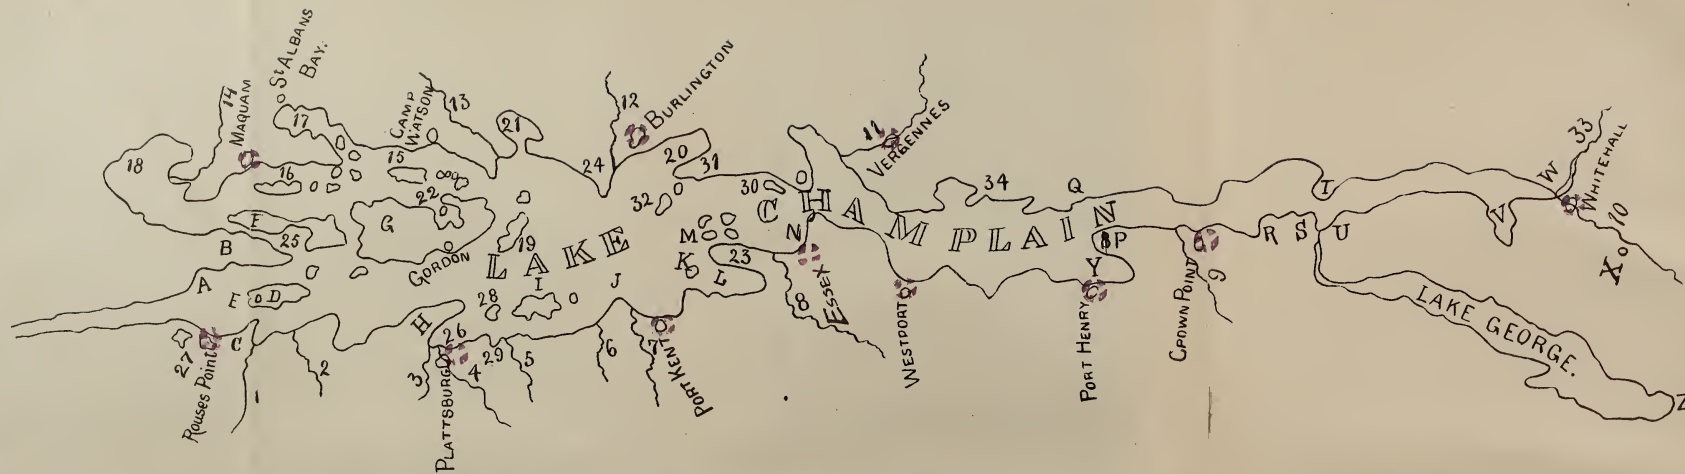 St ALBANS
BAY.
14
MAQUAM
17
CAMP
WATSON
13
21
12
BURLINGTON
11
VERGENNES
18
16
15
22
24
20
31
32
30
34
Q
T
W
33
WHITEHALL
10
X
F
G
25
B
19
GORDON
LAKE CHAMPLAIN
M
N
K
23
L
O
P
R
S
U
V
A
E
D
I
J
28
H
26
29
27
C
Rouses Point
1
2
3
PLATTSBURG
4
5
6
7
PORT KENT
8
ESSEX
WESTPORT
Y
PORT HENRY
CROWN POINT
9
LAKE GEORGE.
Z